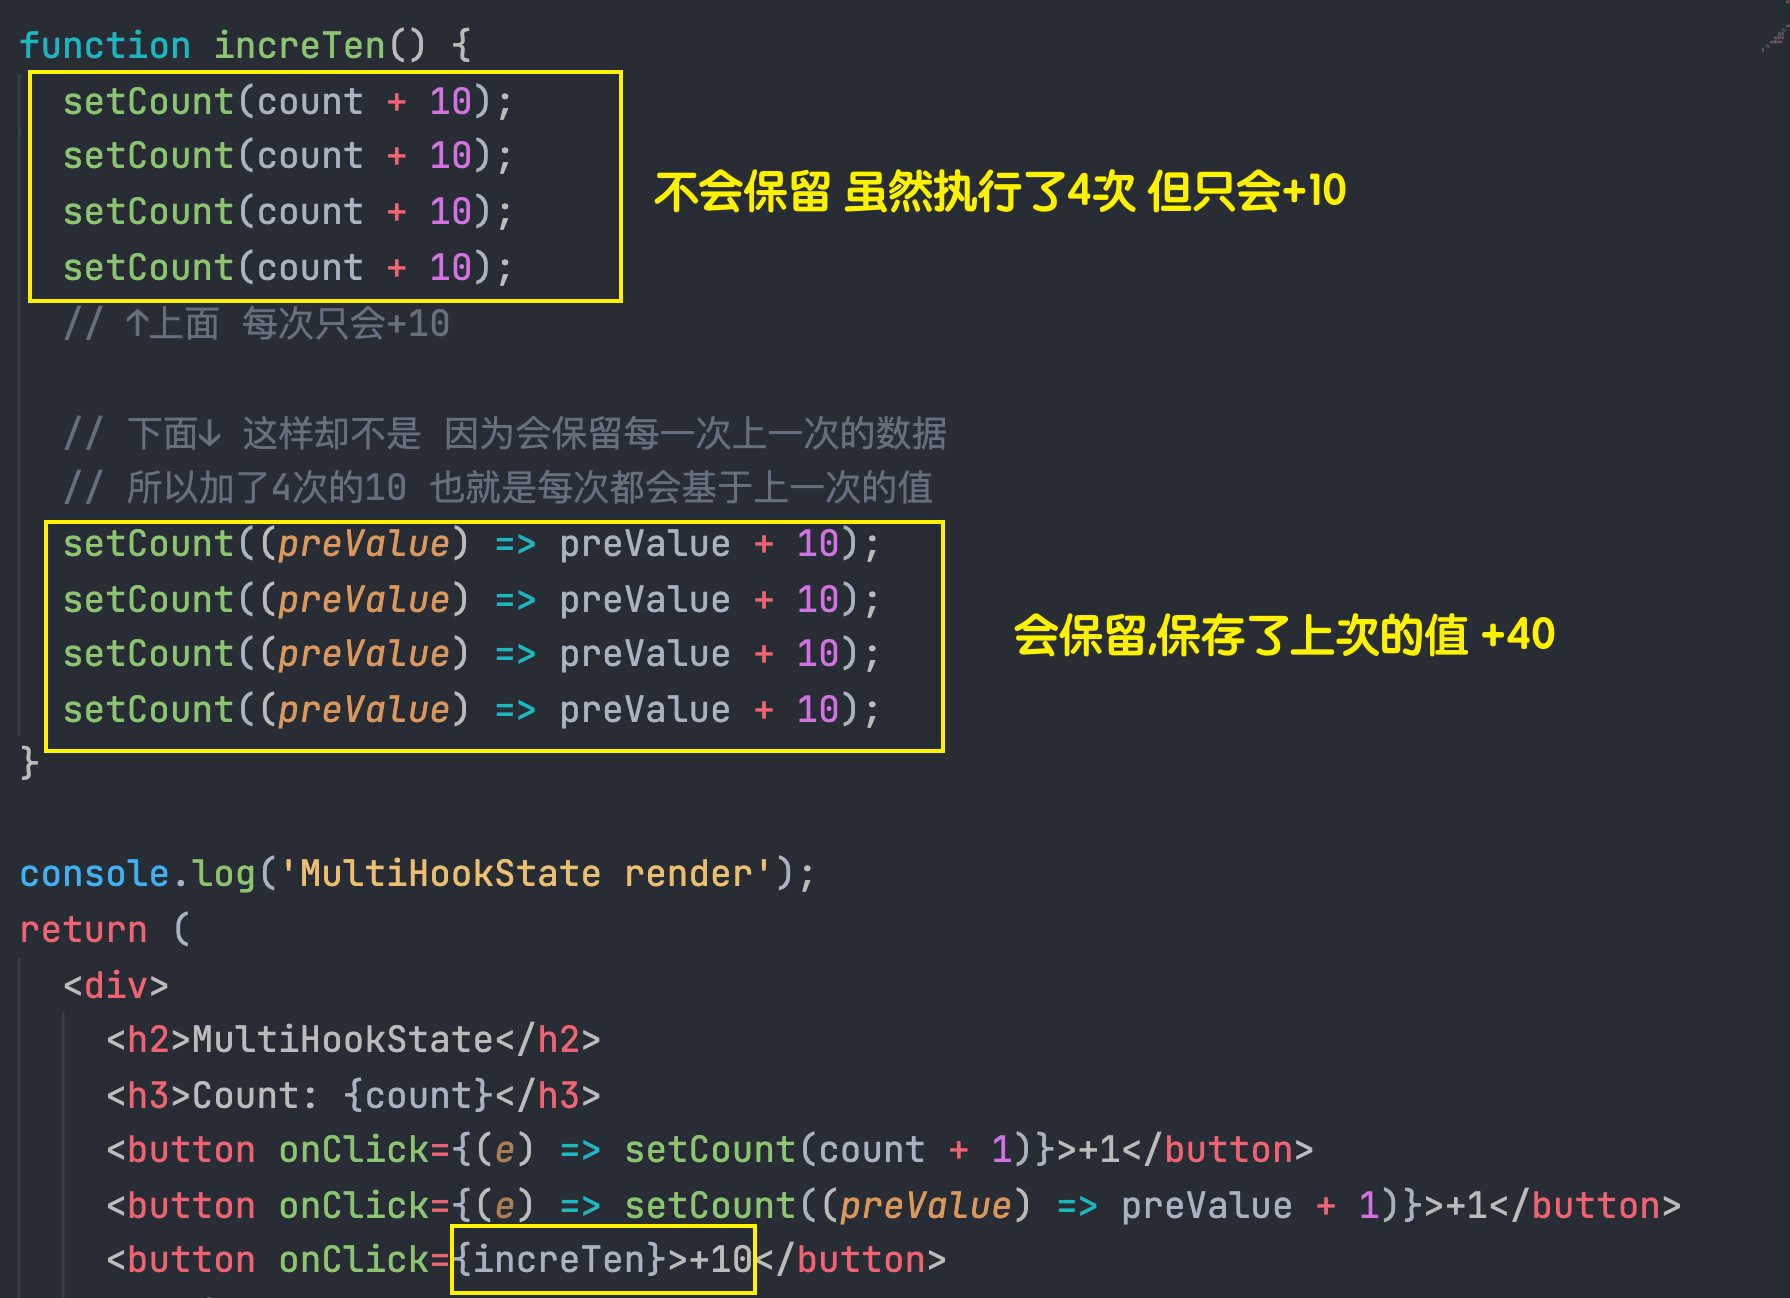 function increTen() {
setCount(count + 10);
setCount(count + 10);
setCount(count + 10);
setCount(count + 10);
不会保留 虽然执行了4次 但只会+10
// ↑上面 每次只会+10
// 下面↓ 这样却不是 因为会保留每一次上一次的数据
// 所以加了4次的10 也就是每次都会基于上一次的值
setCount((preValue) => preValue + 10);
setCount((preValue) => preValue + 10);
setCount((preValue) => preValue + 10);
setCount((preValue) => preValue + 10);
会保留,保存了上次的值 +40
}
console.log('MultiHookState render');
return (
<div>
<h2>MultiHookState</h2>
<h3>Count: {count}</h3>
<button onClick={(e) => setCount(count + 1)}>+1</button>
<button onClick={(e) => setCount((preValue) => preValue + 1)}>+1</button>
<button onClick={increTen}>+10</button>